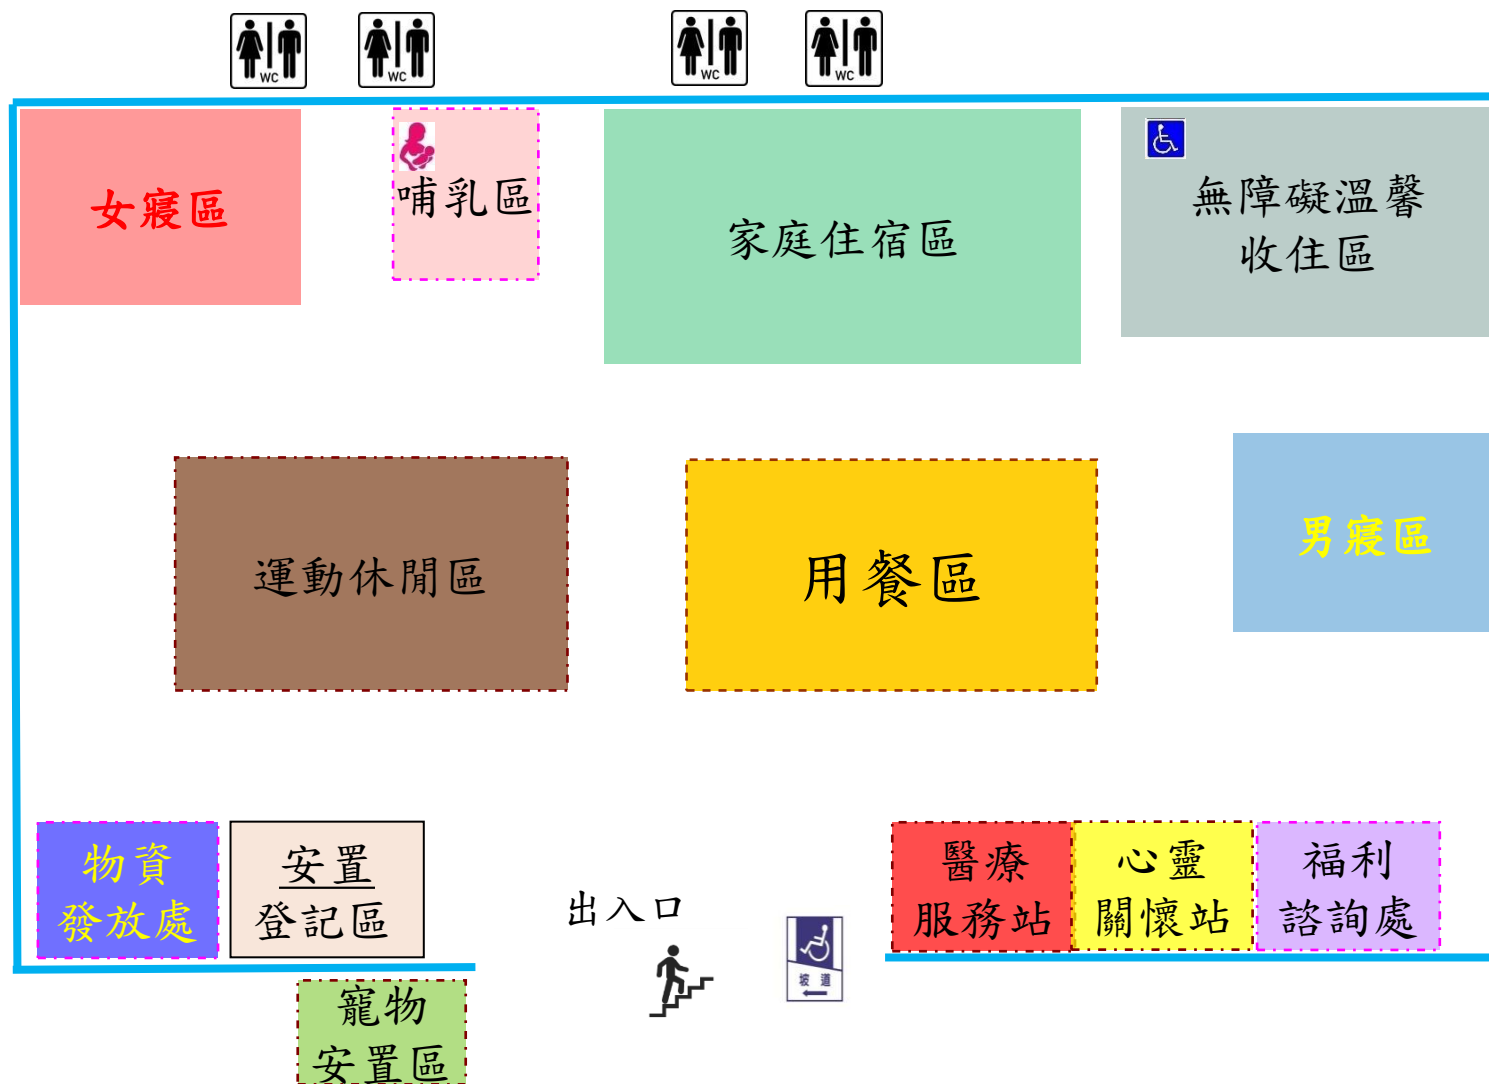 WC
WC
WC
WC
女寢區
哺乳區
家庭住宿區
無障礙溫馨
收住區
運動休閒區
用餐區
男寢區
物資
發放處
安置
登記區
出入口
坡道
醫療
服務站
心靈
關懷站
福利
諮詢處
寵物
安置區